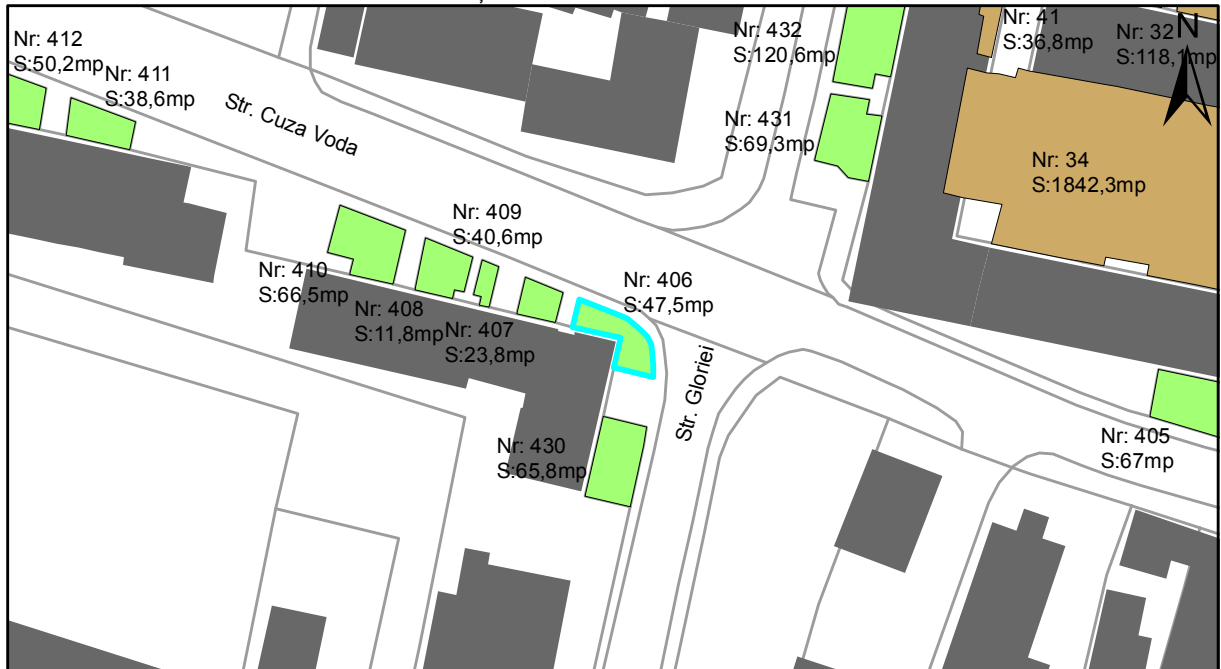 Nr: 412
S:50,2mp
Nr: 411
S:38,6mp
Str. Cuza Voda
Nr: 432
S:120,6mp
Nr: 431
S:69,3mp
Nr: 41
S:36,8mp
Nr: 32
S:118,1mp
N
Nr: 34
S:1842,3mp
Nr: 409
S:40,6mp
Nr: 410
S:66,5mp
Nr: 408
S:11,8mp
Nr: 407
S:23,8mp
Nr: 406
S:47,5mp
Str. Gloriei
Nr: 430
S:65,8mp
Nr: 405
S:67mp